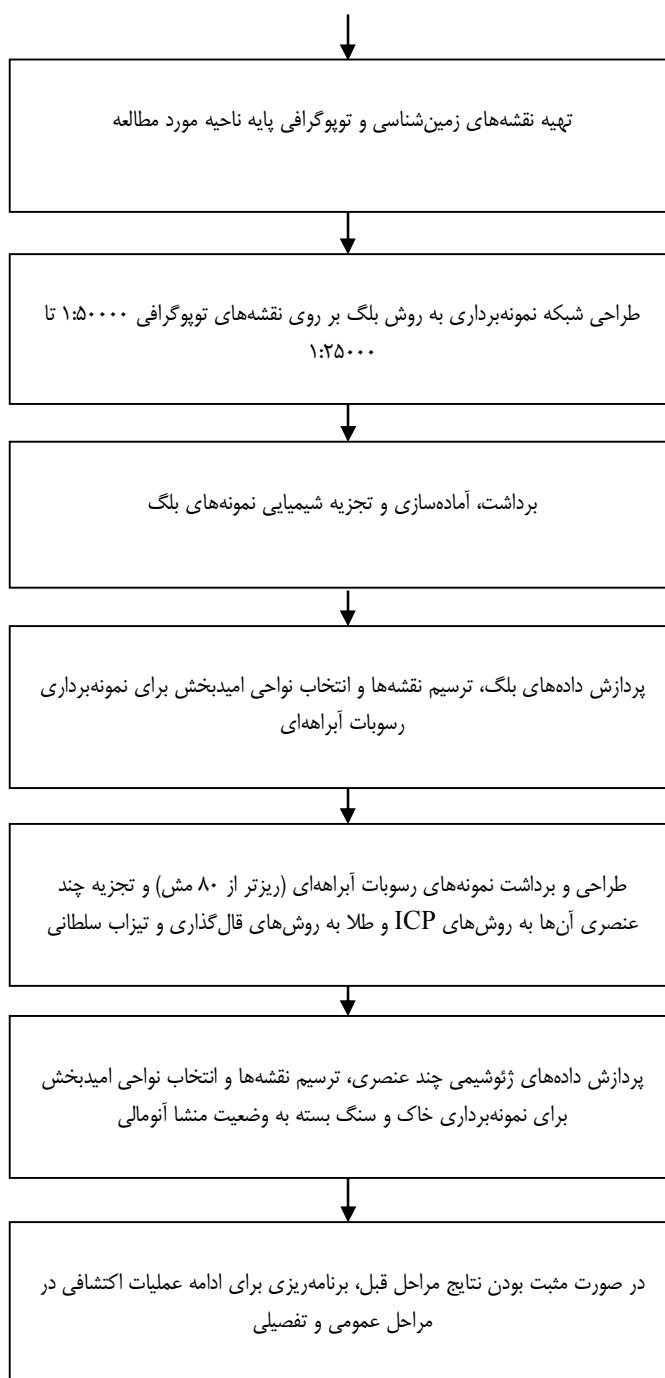 تهیه نقشه‌های زمین‌شناسی و توپوگرافی پایه ناحیه مورد مطالعه
طراحی شبکه نمونه‌برداری به روش بلگ بر روی نقشه‌های توپوگرافی ۱:۵۰۰۰۰ تا
۱:۲۵۰۰۰
برداشت، آماده‌سازی و تجزیه شیمیایی نمونه‌های بلگ
پردازش داده‌های بلگ، ترسیم نقشه‌ها و انتخاب نواحی امیدبخش برای نمونه‌برداری
رسوبات آبراهه‌ای
طراحی و برداشت نمونه‌های رسوبات آبراهه‌ای (ریزتر از ۸۰ مش) و تجزیه چند
عنصری آن‌ها به روش‌های ICP و طلا به روش‌های قال‌گذاری و تیزاب سلطانی
پردازش داده‌های ژئوشیمی چند عنصری، ترسیم نقشه‌ها و انتخاب نواحی امیدبخش
برای نمونه‌برداری خاک و سنگ بسته به وضعیت منشا آنومالی
در صورت مثبت بودن نتایج مراحل قبل، برنامه‌ریزی برای ادامه عملیات اکتشافی در
مراحل عمومی و تفصیلی